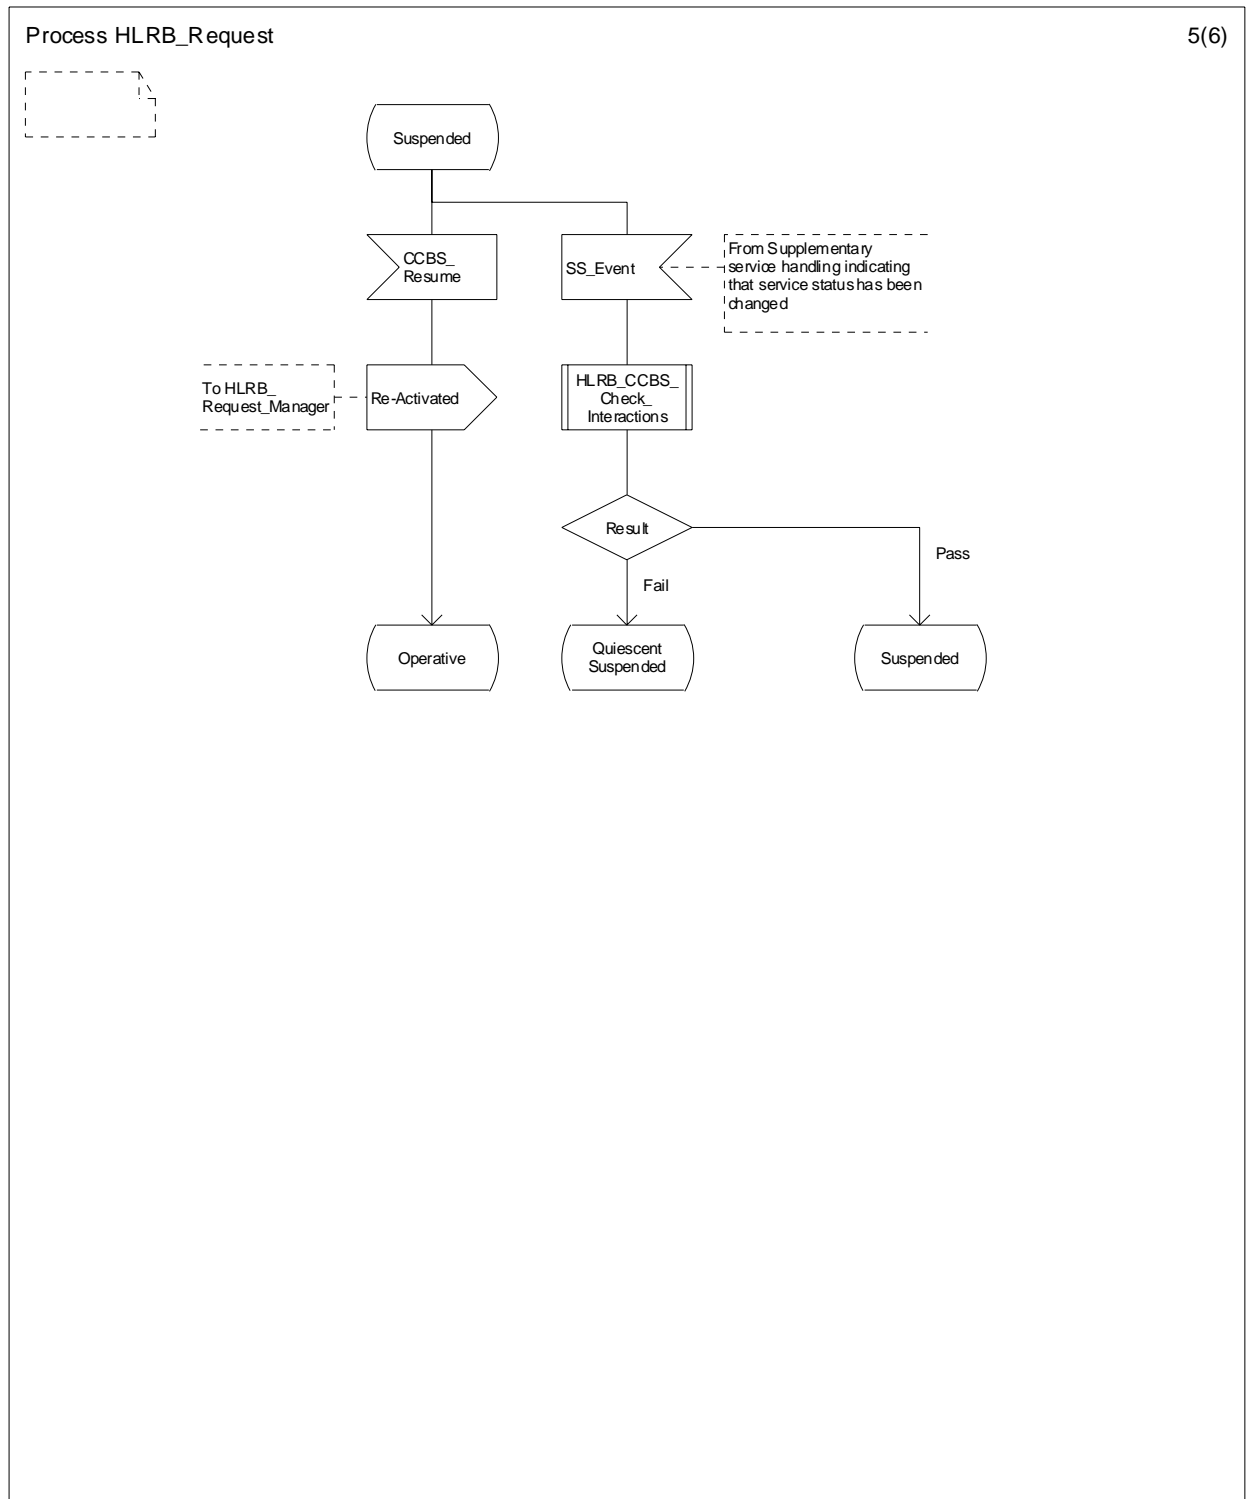 Process HLRB_Request
5(6)
Suspended
CCBS_
Resume
SS_Event
From Supplementary
service handling indicating
that service status has been
changed
To HLRB_
Request_Manager
Re-Activated
HLRB_CCBS_
Check_
Interactions
Result
Pass
Fail
Operative
Quiescent
Suspended
Suspended